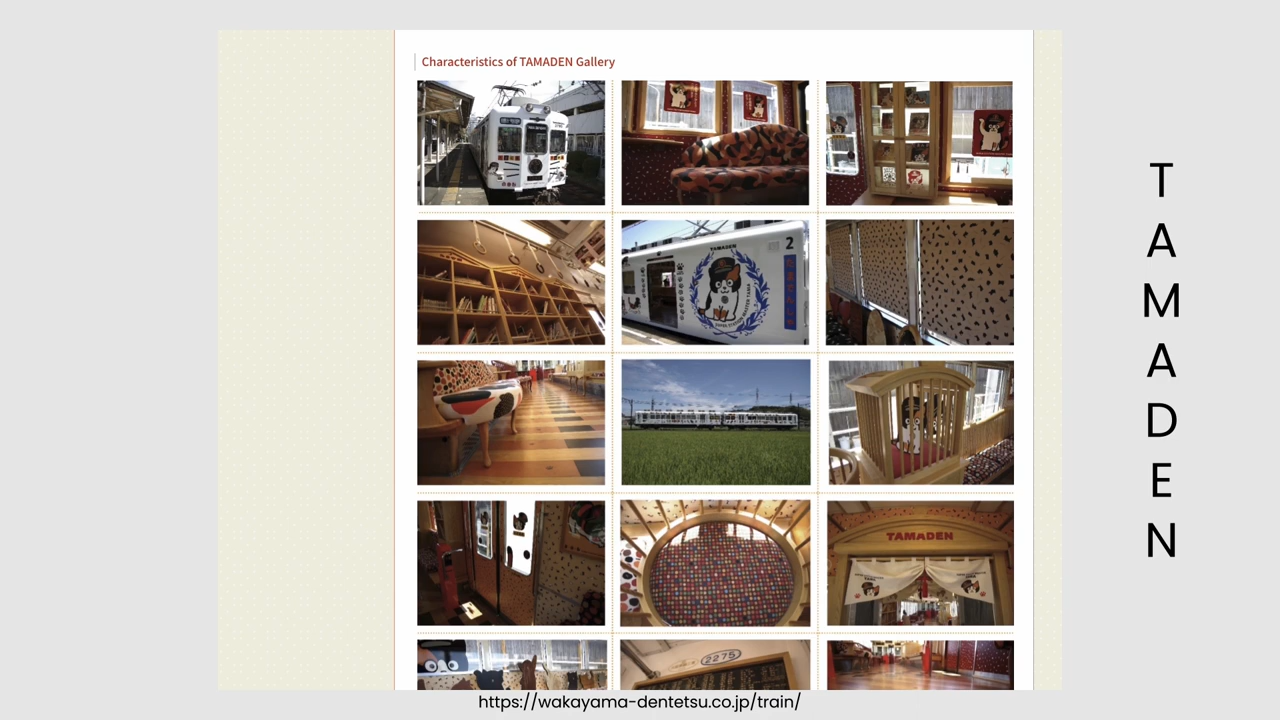 Characteristics of TAMADEN Gallery
TAMADEN
2
TAMADEN
2275
T
A
M
A
D
E
N
https://wakayama-dentetsu.co.jp/train/